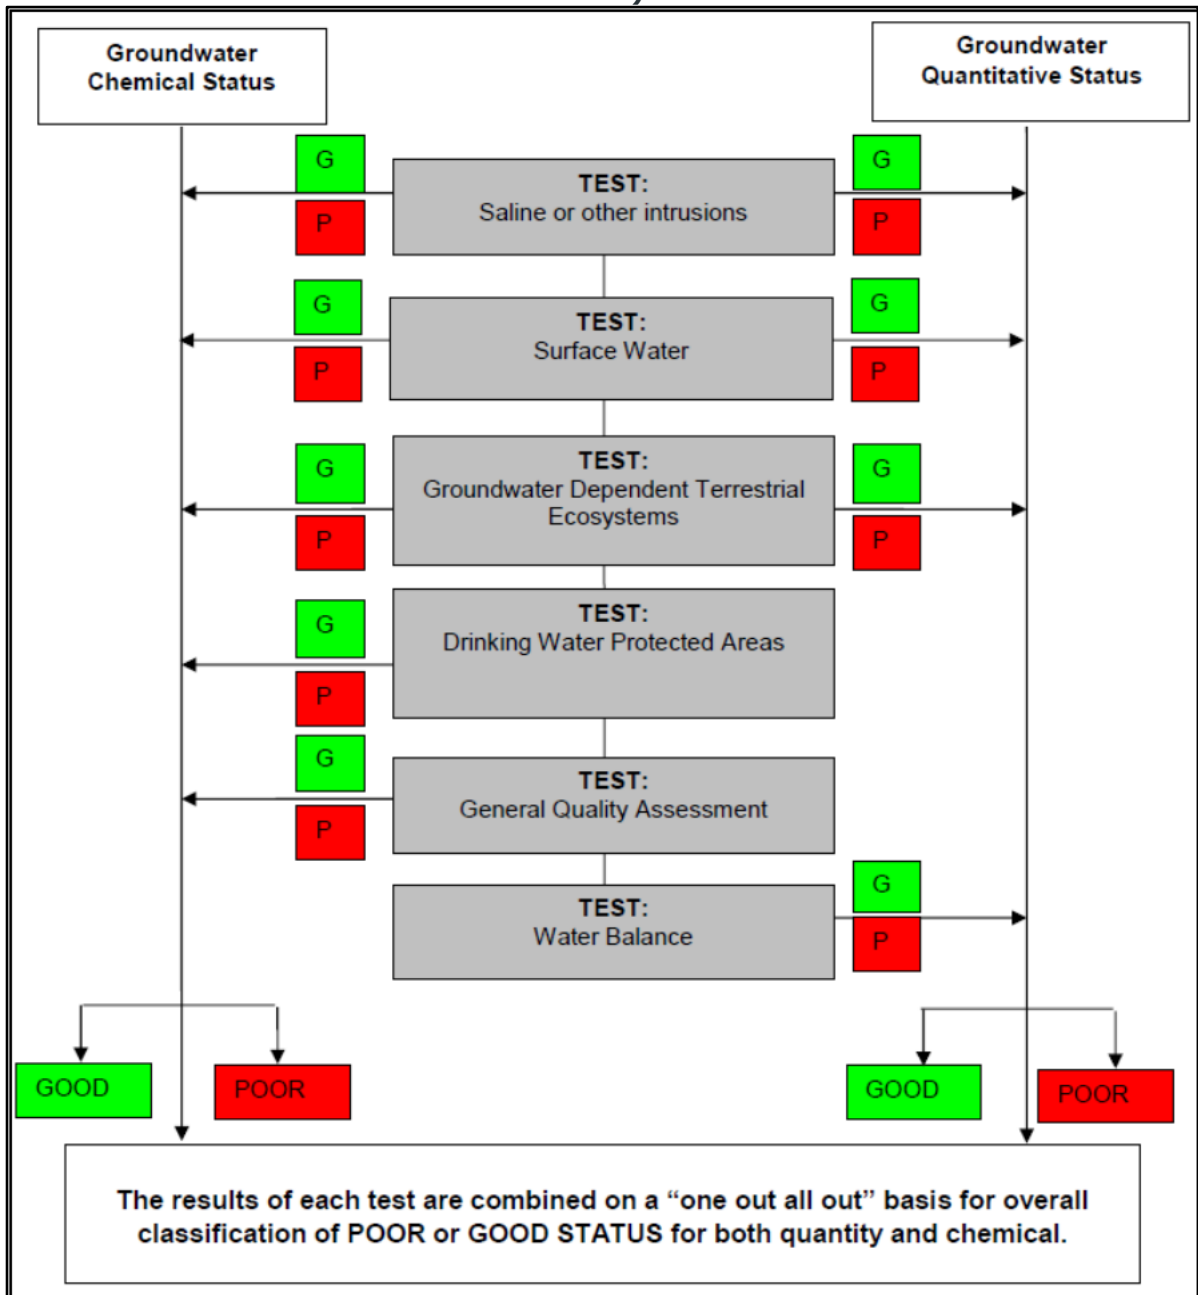 Groundwater
Chemical Status
Groundwater
Quantitative Status
G
P
TEST:
Saline or other intrusions
G
P
G
P
TEST:
Surface Water
G
P
G
P
TEST:
Groundwater Dependent Terrestrial
Ecosystems
G
P
G
P
TEST:
Drinking Water Protected Areas
G
P
TEST:
General Quality Assessment
TEST:
Water Balance
G
P
GOOD
POOR
GOOD
POOR
The results of each test are combined on a “one out all out” basis for overall
classification of POOR or GOOD STATUS for both quantity and chemical.